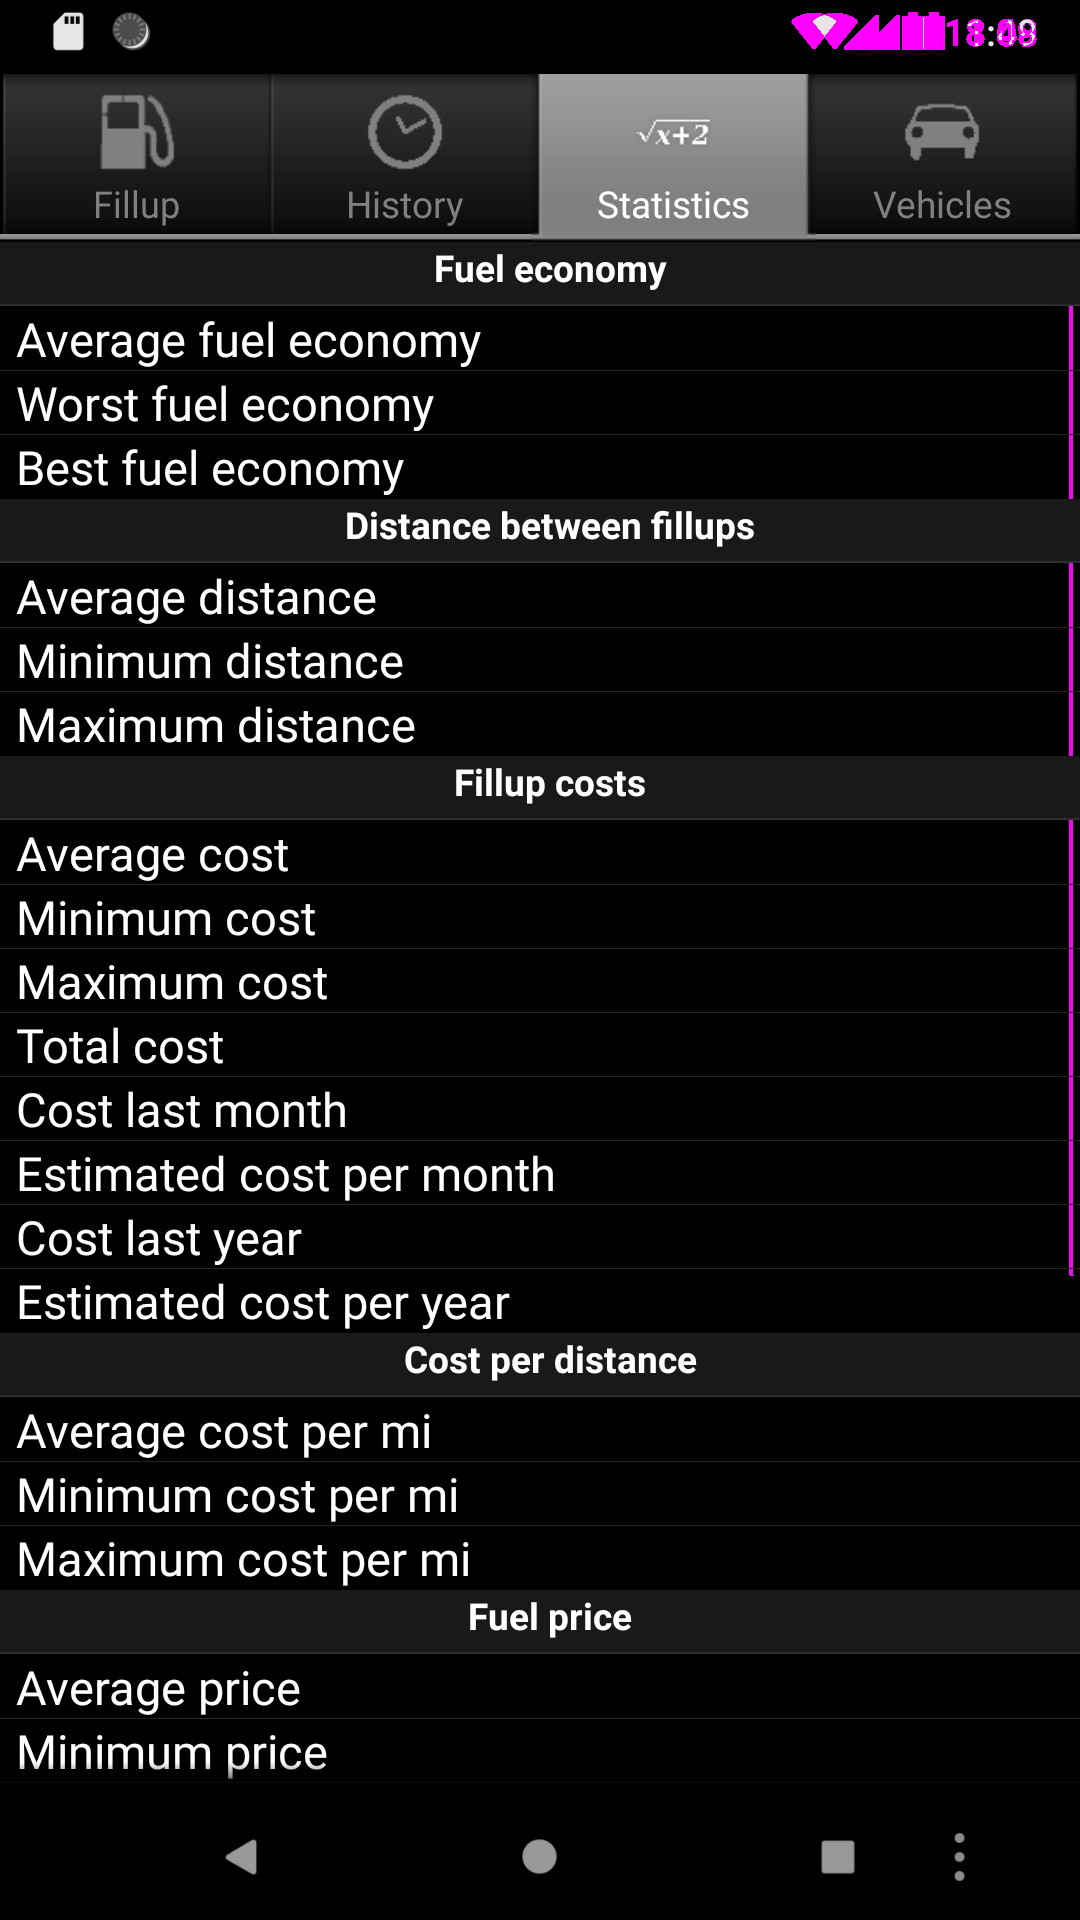 Fillup
History
√x+2
Statistics
Vehicles
Fuel economy
Average fuel economy
Worst fuel economy
Best fuel economy
Distance between fillups
Average distance
Minimum distance
Maximum distance
Fillup costs
Average cost
Minimum cost
Maximum cost
Total cost
Cost last month
Estimated cost per month
Cost last year
Estimated cost per year
Cost per distance
Average cost per mi
Minimum cost per mi
Maximum cost per mi
Fuel price
Average price
Minimum price